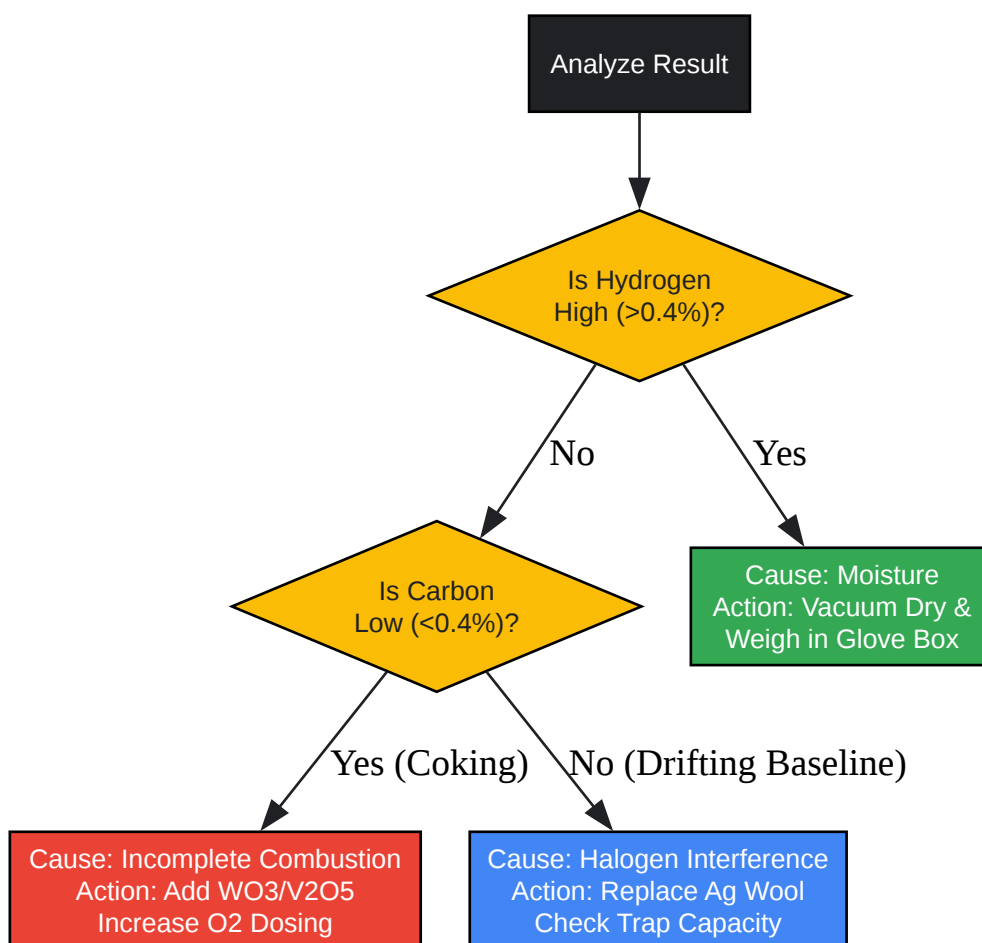 Analyze Result
Is Hydrogen
High (>0.4%)?
No
Yes
Is Carbon
Low (<0.4%)?
Cause: Moisture
Action: Vacuum Dry &
Weigh in Glove Box
Yes (Coking)
No (Drifting Baseline)
Cause: Incomplete Combustion
Action: Add WO3/V2O5
Increase O2 Dosing
Cause: Halogen Interference
Action: Replace Ag Wool
Check Trap Capacity